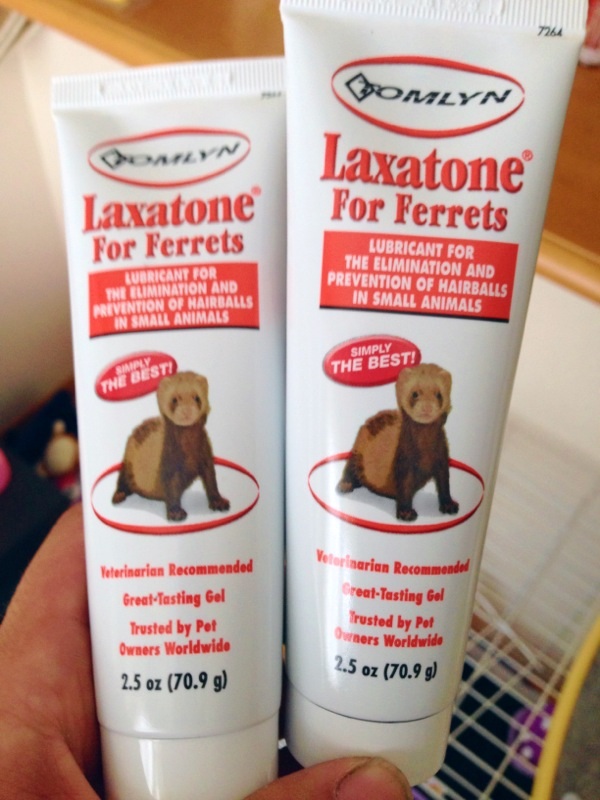 TOMLYN
Laxatone®
For Ferrets
LUBRICANT FOR
THE ELIMINATION AND
PREVENTION OF HAIRBALLS
IN SMALL ANIMALS
SIMPLY
THE BEST!
Veterinarian Recommended
Great-Tasting Gel
Trusted by Pet
Owners Worldwide
2.5 oz (70.9 g)
7264
TOMLYN
Laxatone®
For Ferrets
LUBRICANT FOR
THE ELIMINATION AND
PREVENTION OF HAIRBALLS
IN SMALL ANIMALS
SIMPLY
THE BEST!
Veterinarian Recommended
Great-Tasting Gel
Trusted by Pet
Owners Worldwide
2.5 oz (70.9 g)